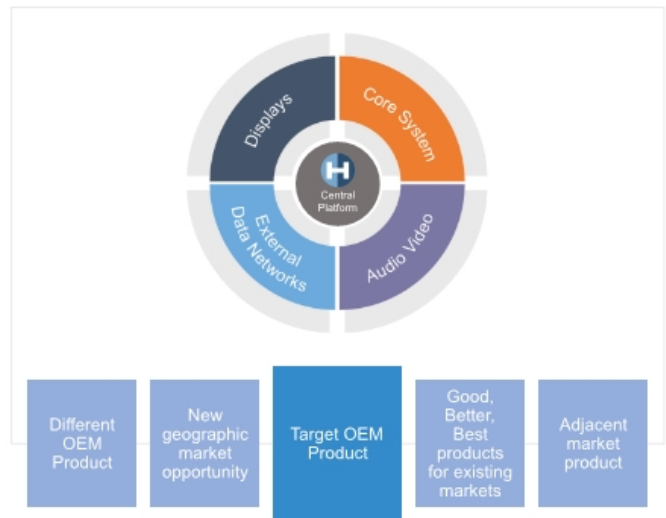 Displays
Core System
H
Central
Platform
External
Data Networks
Audio Video
Different
OEM
Product
New
geographic
market
opportunity
Target OEM
Product
Good,
Better,
Best
products
for existing
markets
Adjacent
market
product